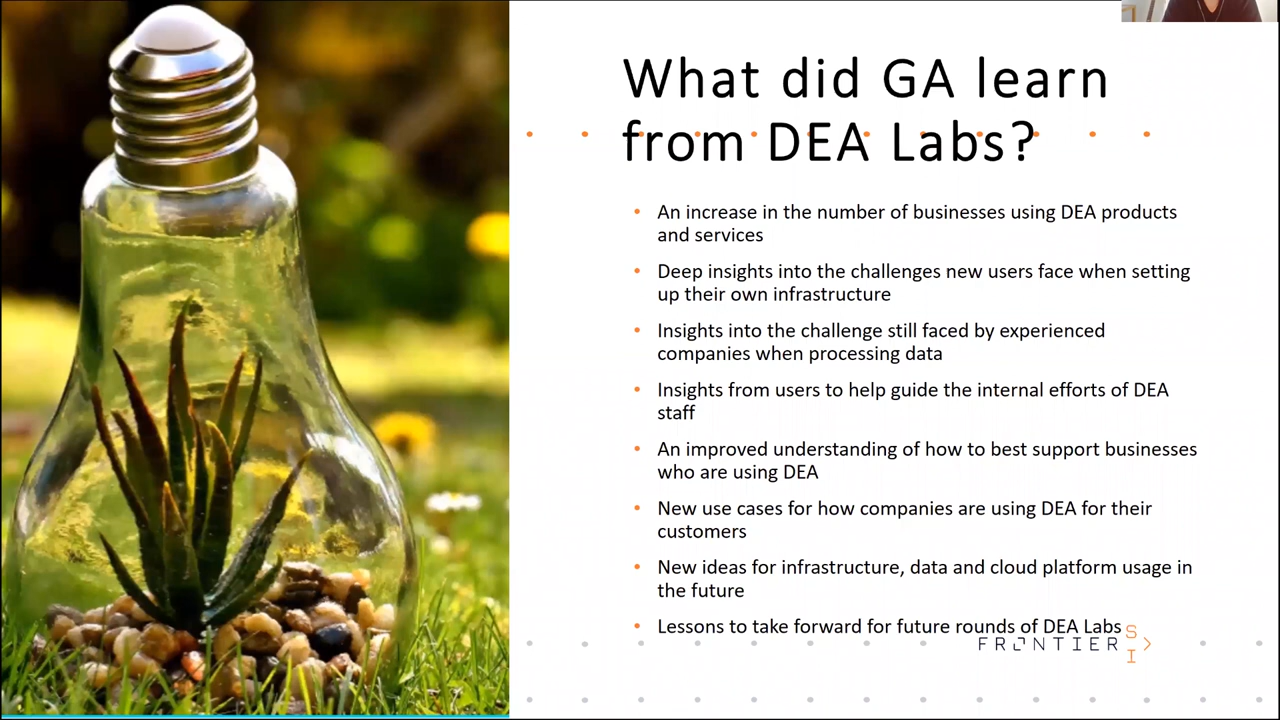 What did GA learn
from DEA Labs?
• An increase in the number of businesses using DEA products
and services
• Deep insights into the challenges new users face when setting
up their own infrastructure
• Insights into the challenge still faced by experienced
companies when processing data
• Insights from users to help guide the internal efforts of DEA
staff
• An improved understanding of how to best support businesses
who are using DEA
• New use cases for how companies are using DEA for their
customers
• New ideas for infrastructure, data and cloud platform usage in
the future
• Lessons to take forward for future rounds of DEA Labs
FRONTIER SI